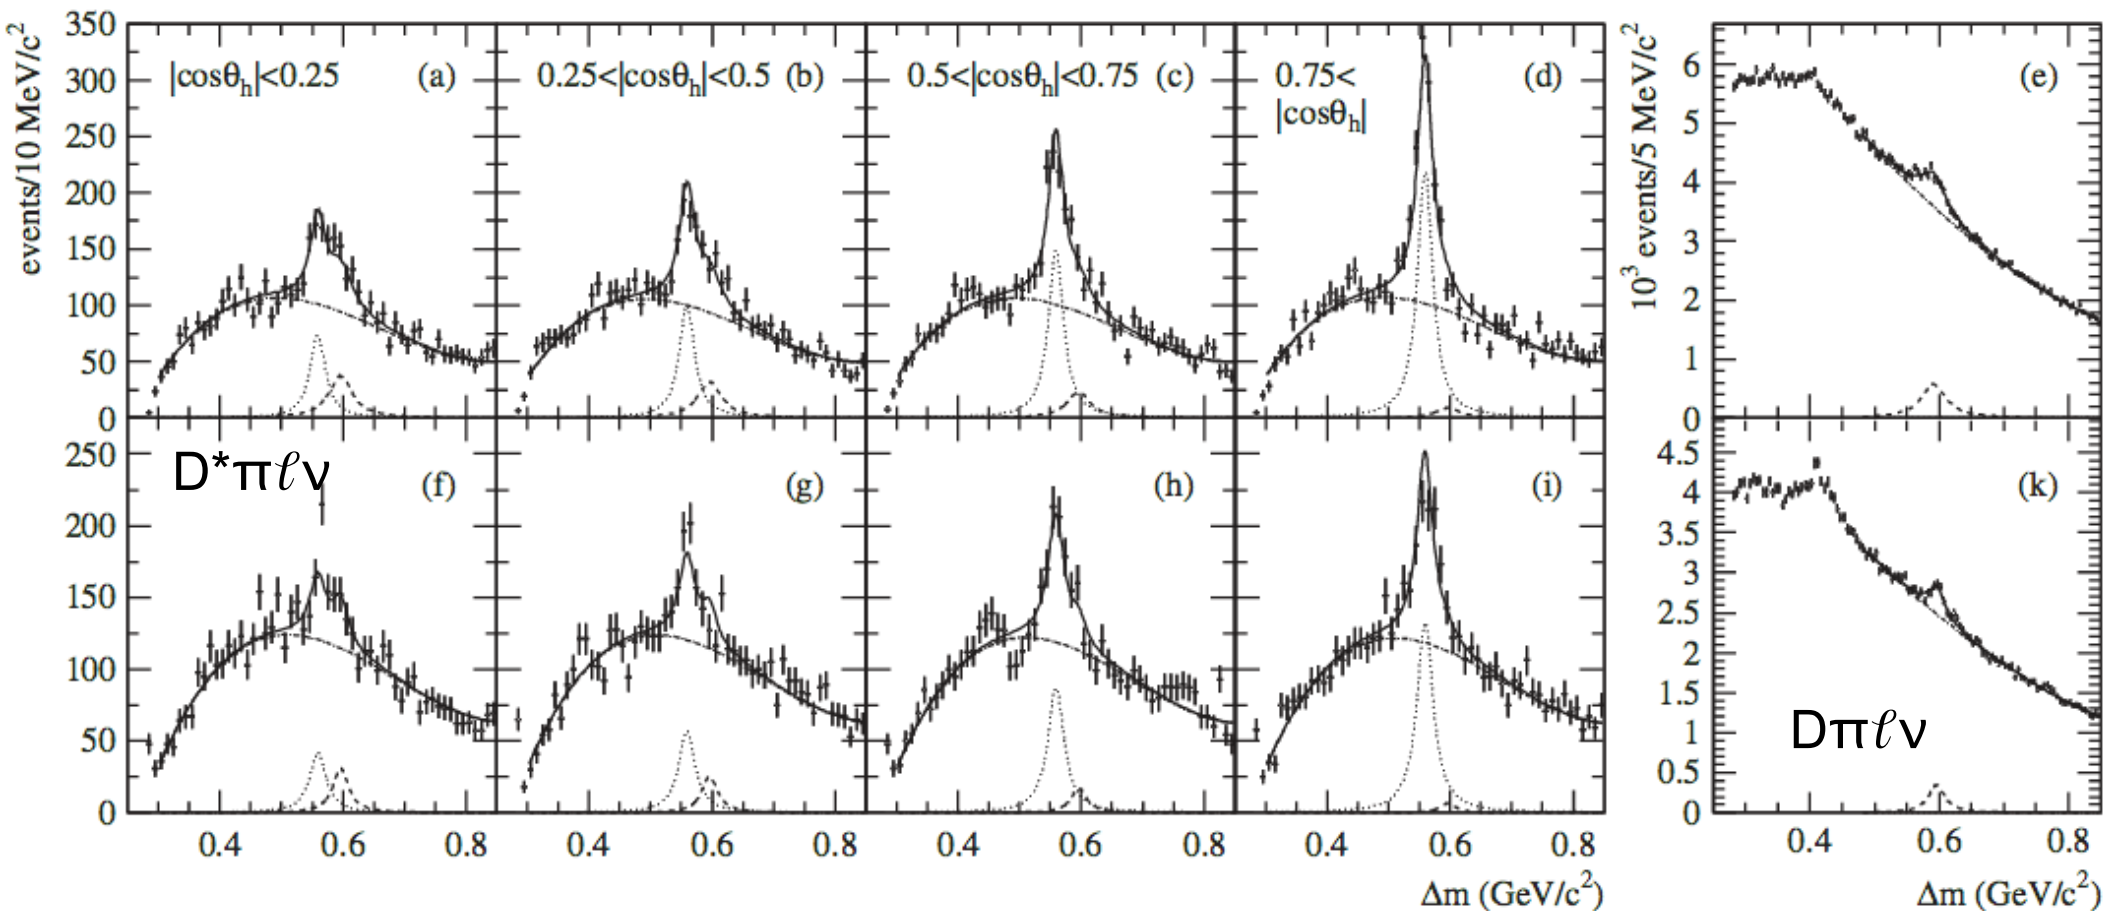 events/10 MeV/c²
350
300
250
200
150
100
50
0
|cosθh|<0.25 (a)
0.25<|cosθh|<0.5 (b)
0.5<|cosθh|<0.75 (c)
0.75<
|cosθh|
(d)
10³ events/5 MeV/c²
6
5
4
3
2
1
0
(e)
250
200
150
100
50
0
D*πℓν
(f)
(g)
(h)
(i)
4.5
4
3.5
3
2.5
2
1.5
1
0.5
0
(k)
Dπℓν
0.4 0.6 0.8 0.4 0.6 0.8 0.4 0.6 0.8 0.4 0.6 0.8 0.4 0.6 0.8
Δm (GeV/c²) Δm (GeV/c²)